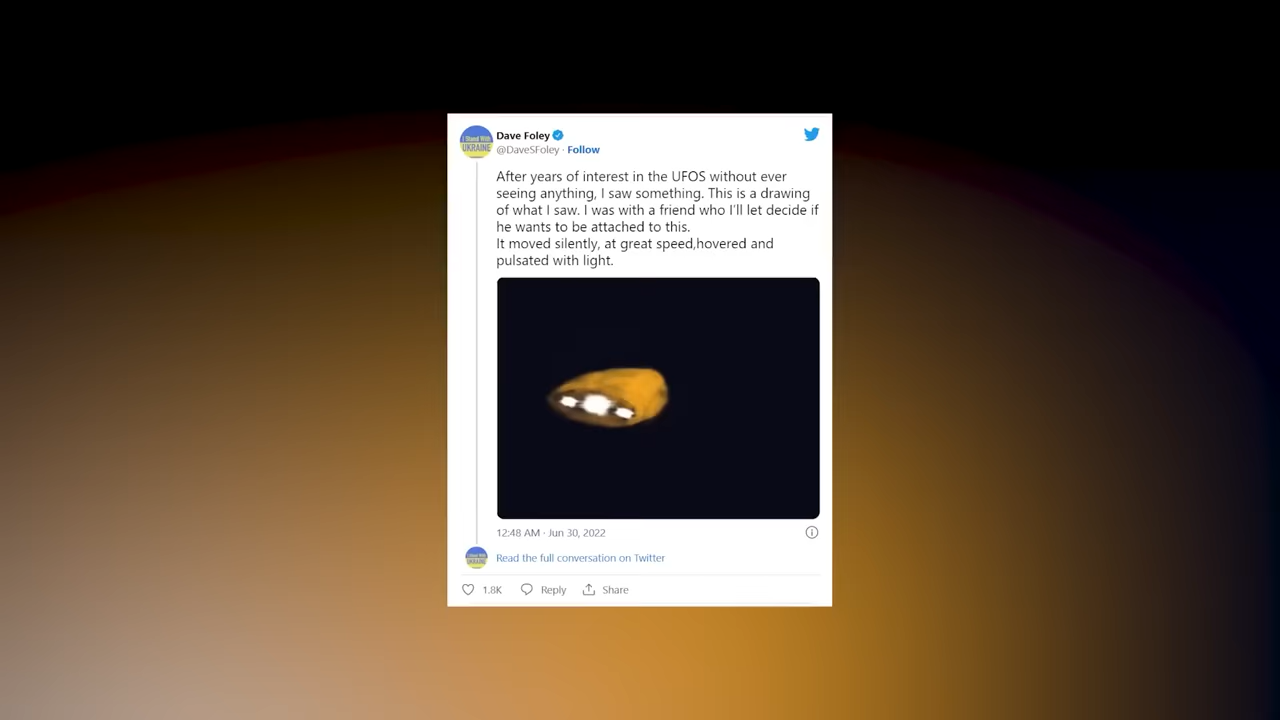 Dave Foley
@DaveSFoley · Follow
After years of interest in the UFOS without ever
seeing anything, I saw something. This is a drawing
of what I saw. I was with a friend who I'll let decide if
he wants to be attached to this.
It moved silently, at great speed,hovered and
pulsated with light.
12:48 AM · Jun 30, 2022
Read the full conversation on Twitter
1.8K Reply Share
I Stand With
UKRAINE